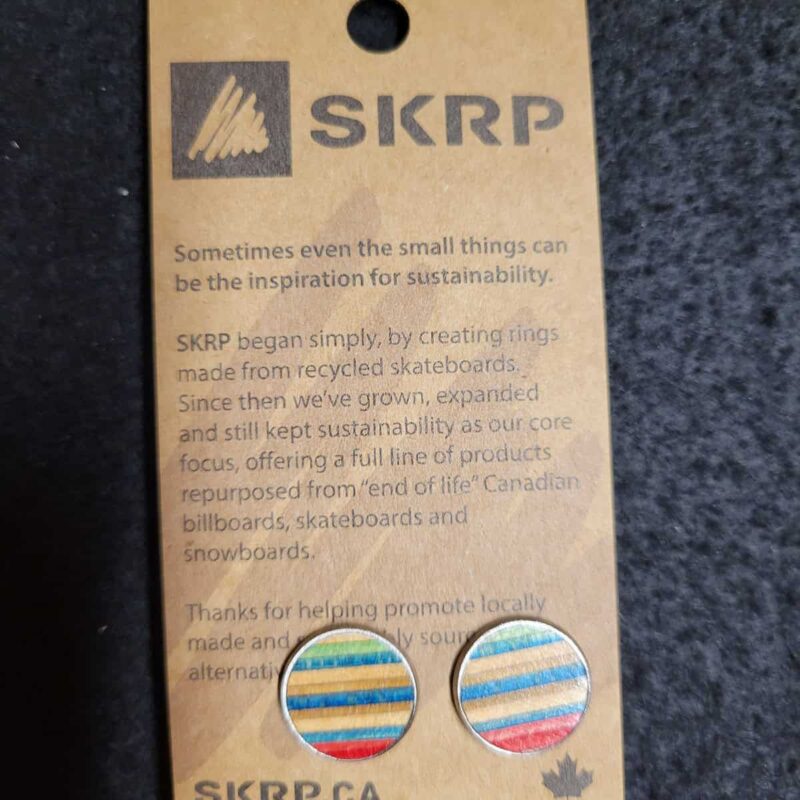 SKRP
Sometimes even the small things can
be the inspiration for sustainability.
SKRP began simply, by creating rings
made from recycled skateboards.
Since then we've grown, expanded
and still kept sustainability as our core
focus, offering a full line of products
repurposed from "end of life" Canadian
billboards, skateboards and
snowboards.
Thanks for helping promote locally
made and
SKRP.CA